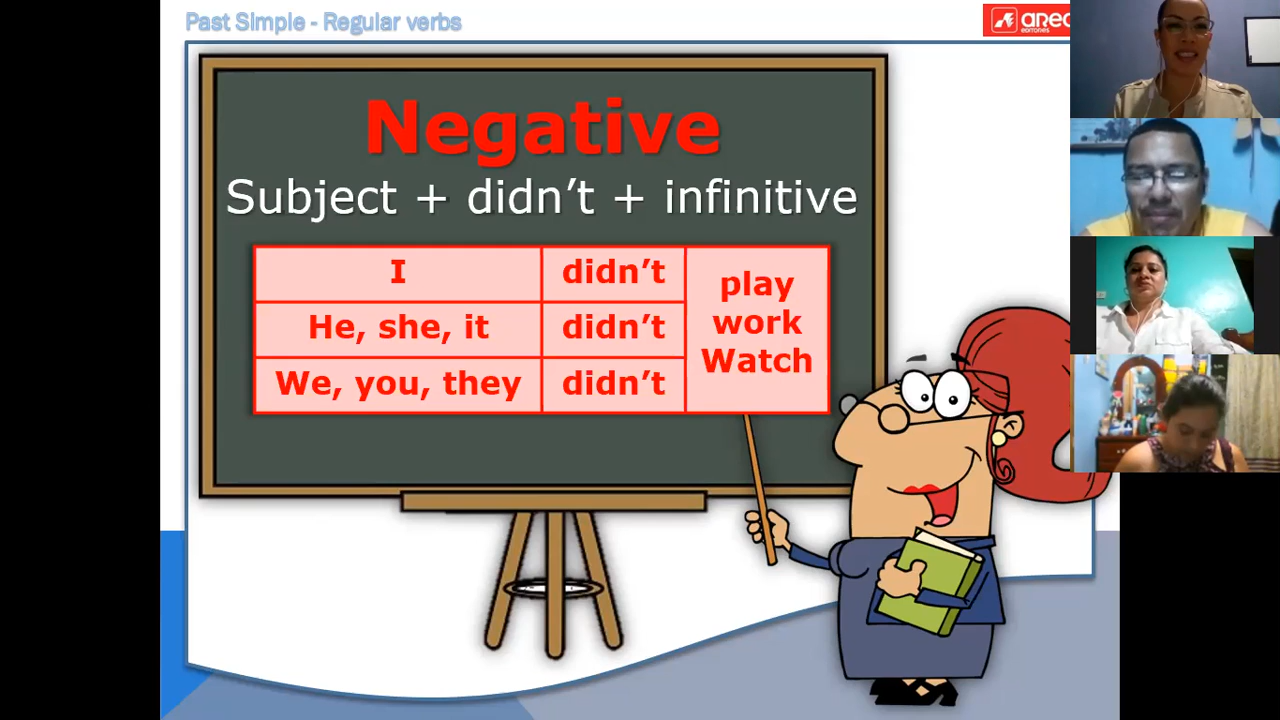 Past Simple - Regular verbs
Negative
Subject + didn't + infinitive
I didn't play
He, she, it didn't work
We, you, they didn't Watch